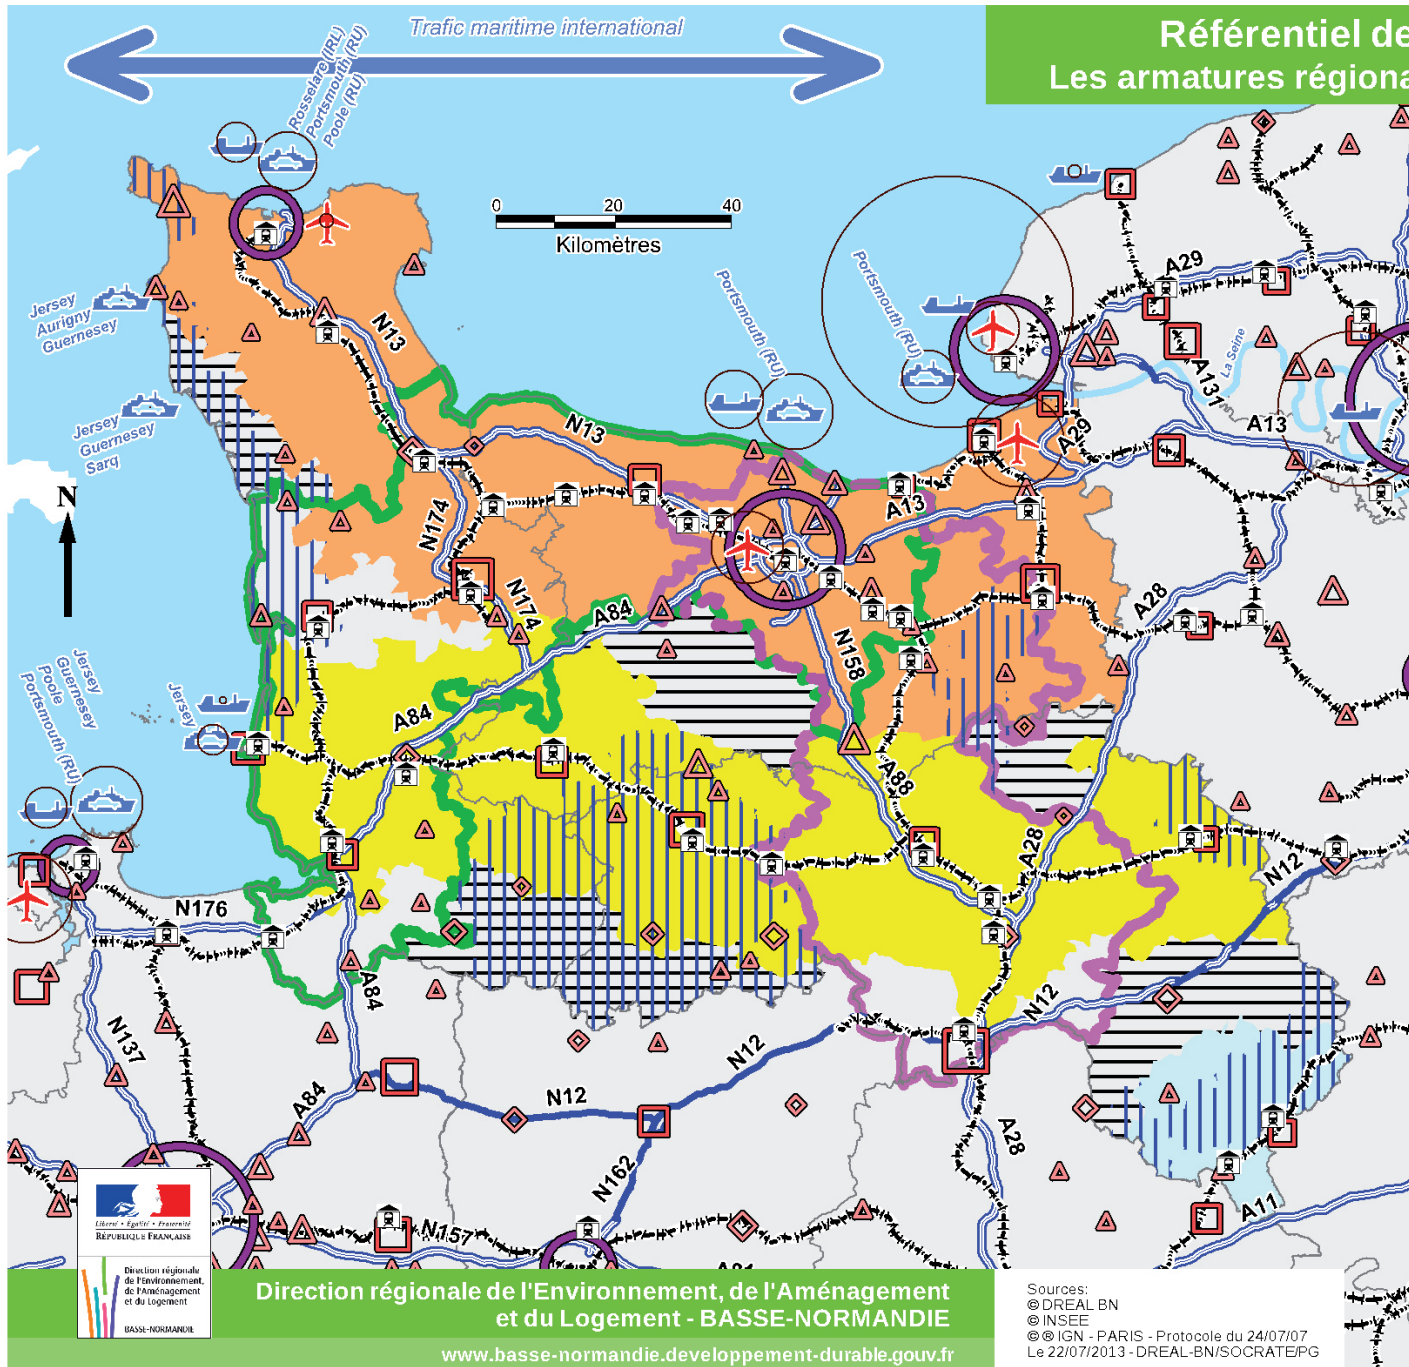 Trafic maritime international
Référentiel de
Les armatures régiona
Rosselare (IRL)
Portsmouth (RU)
Poole (RU)
0 20 40
Kilomètres
Jersey
Aurigny
Guernesey
Jersey
Guernesey
Sarq
Portsmouth (RU)
Portsmouth (RU)
La Seine
A29
A131
A13
A29
N13
N13
A13
N174
N174
A84
N158
A28
N
Jersey
Guernesey
Poole
Portsmouth (RU)
Jersey
A84
A88
A28
N12
N176
A84
N12
N137
N12
A84
N12
A28
N162
N157
A11
A81
Liberté • Égalité • Fraternité
RÉPUBLIQUE FRANÇAISE
Direction régionale
de l'Environnement,
de l'Aménagement
et du Logement
BASSE-NORMANDIE
Direction régionale de l'Environnement, de l'Aménagement
et du Logement - BASSE-NORMANDIE
www.basse-normandie.developpement-durable.gouv.fr
Sources:
© DREAL BN
© INSEE
© ® IGN - PARIS - Protocole du 24/07/07
Le 22/07/2013 - DREAL-BN/SOCRATE/PG